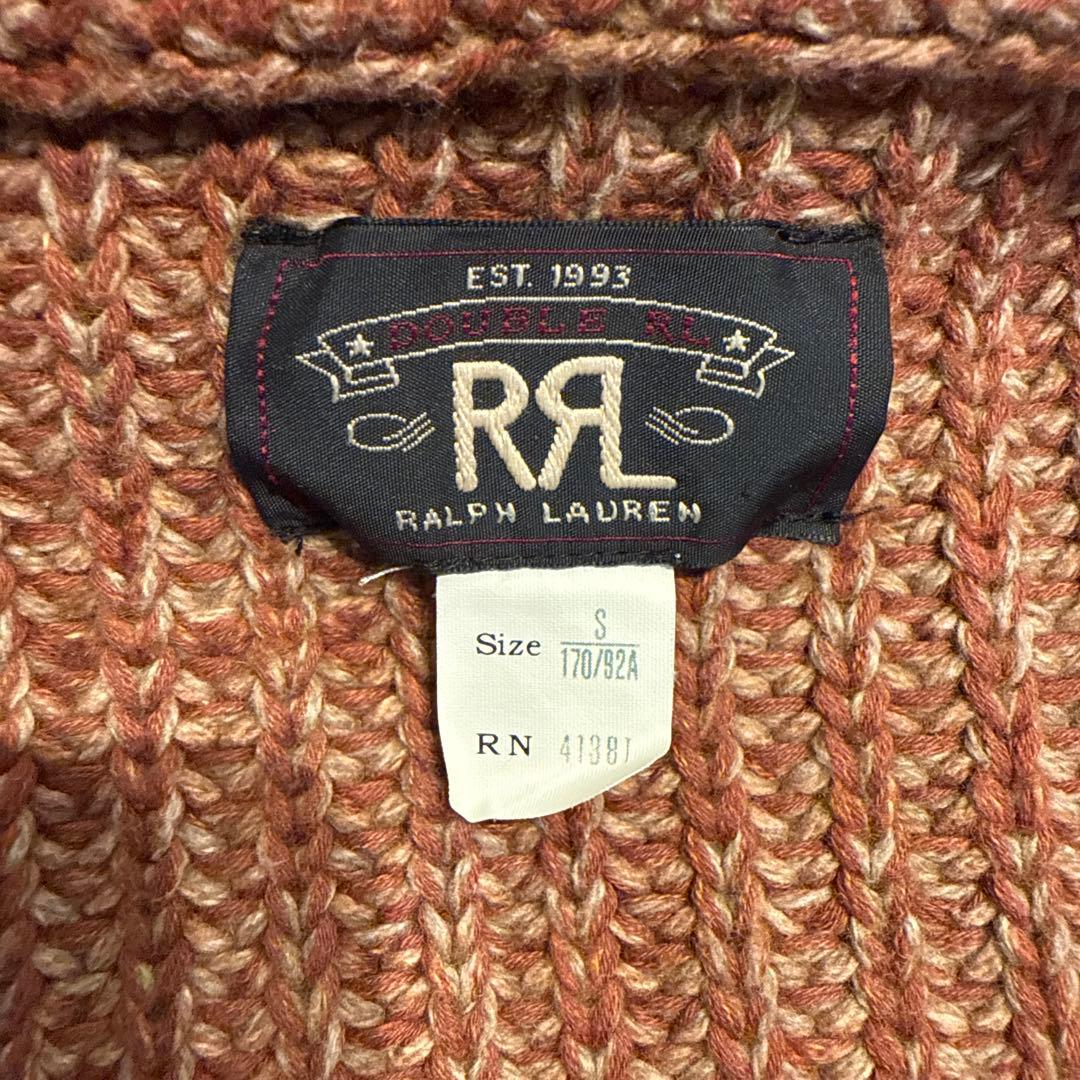 EST. 1993
DOUBLE RL
RRL
RALPH LAUREN
Size S
170/92A
RN 41381